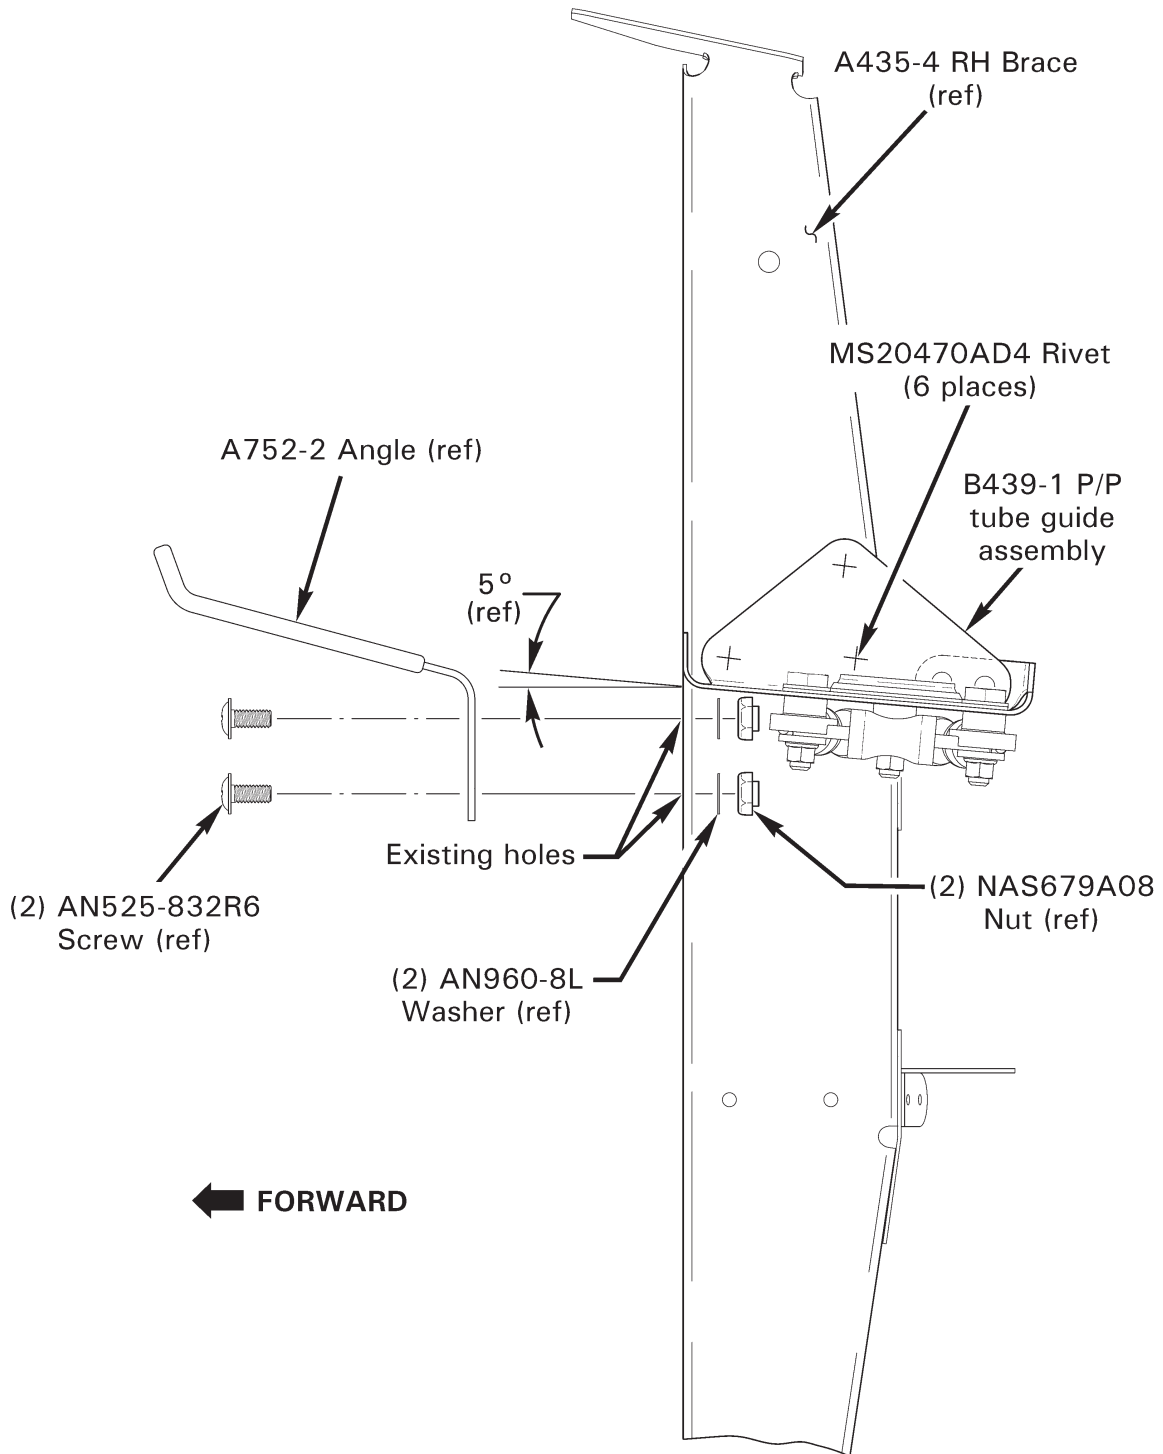 A435-4 RH Brace
(ref)
MS20470AD4 Rivet
(6 places)
A752-2 Angle (ref)
B439-1 P/P
tube guide
assembly
5º
(ref)
Existing holes
(2) AN525-832R6
Screw (ref)
(2) NAS679A08
Nut (ref)
(2) AN960-8L
Washer (ref)
FORWARD